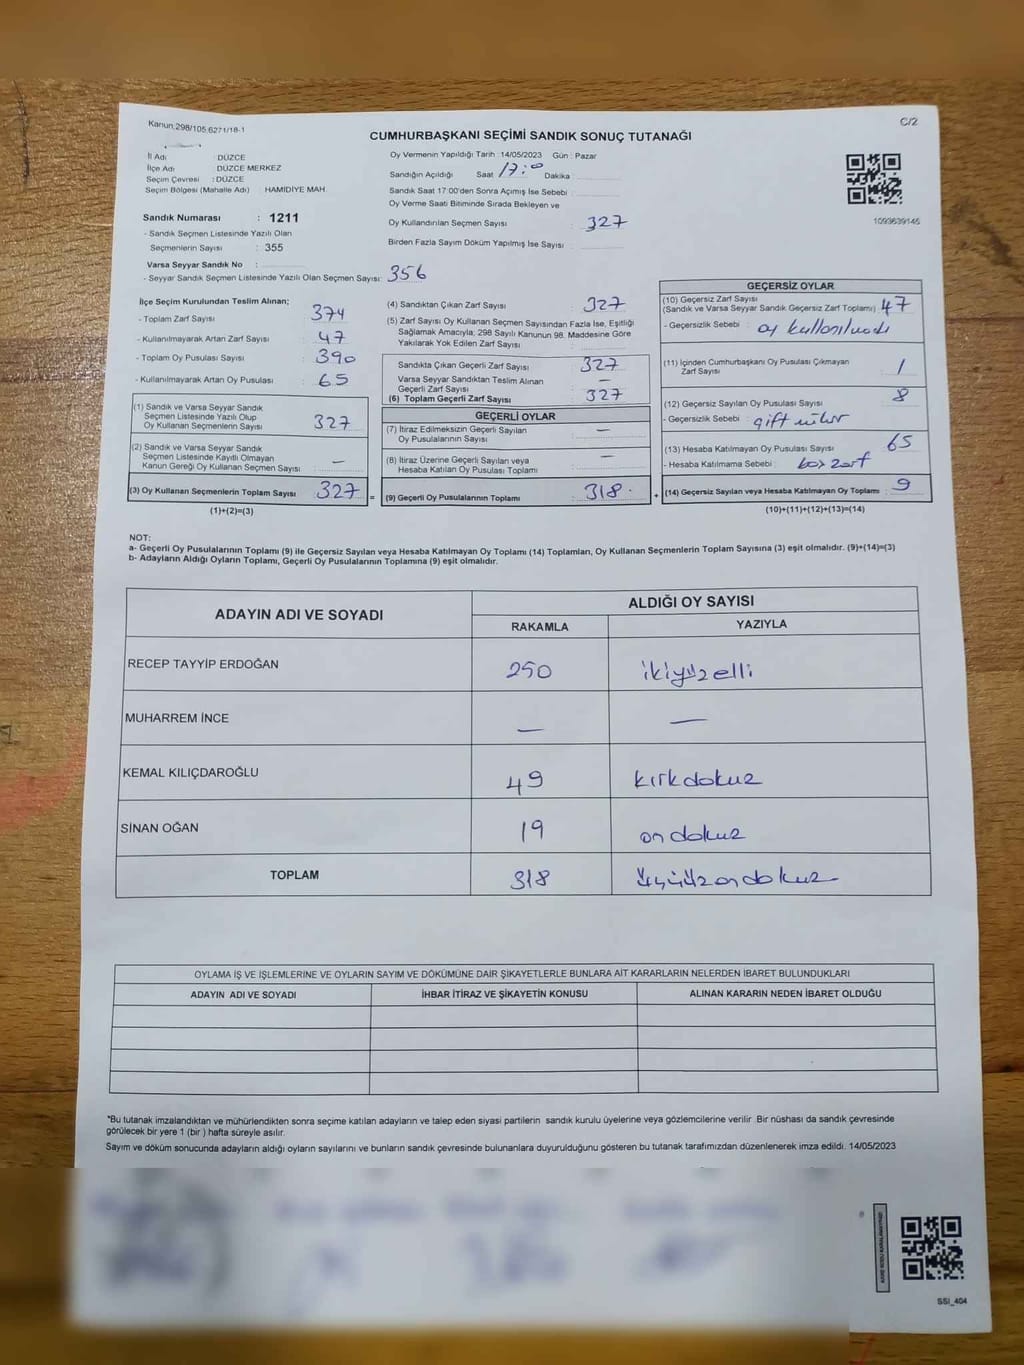 Kanun:298/105,6271/18-1
C/2
CUMHURBAŞKANI SEÇİMİ SANDIK SONUÇ TUTANAĞI
İl Adı : DÜZCE
İlçe Adı : DÜZCE MERKEZ
Seçim Çevresi : DÜZCE
Seçim Bölgesi (Mahalle Adı) : HAMİDİYE MAH.
Sandık Numarası : 1211
- Sandık Seçmen Listesinde Yazılı Olan
Seçmenlerin Sayısı : 355
Varsa Seyyar Sandık No :
- Seyyar Sandık Seçmen Listesinde Yazılı Olan Seçmen Sayısı: 356
Oy Vermenin Yapıldığı Tarih : 14/05/2023 Gün : Pazar
Sandığın Açıldığı Saat 17:00 Dakika :
Sandık Saat 17:00'den Sonra Açımış İse Sebebi :
Oy Verme Saati Bitiminde Sırada Bekleyen ve
Oy Kullandırılan Seçmen Sayısı : 327
Birden Fazla Sayım Döküm Yapılmış İse Sayısı :
1093639145
İlçe Seçim Kurulundan Teslim Alınan;
- Toplam Zarf Sayısı : 374
- Kullanılmayarak Artan Zarf Sayısı : 47
- Toplam Oy Pusulası Sayısı : 390
- Kullanılmayarak Artan Oy Pusulası : 65
(1) Sandık ve Varsa Seyyar Sandık
Seçmen Listesinde Yazılı Olup
Oy Kullanan Seçmenlerin Sayısı : 327
(2) Sandık ve Varsa Seyyar Sandık
Seçmen Listesinde Kayıtlı Olmayan
Kanun Gereği Oy Kullanan Seçmen Sayısı : —
(3) Oy Kullanan Seçmenlerin Toplam Sayısı : 327 =
(1)+(2)=(3)
(4) Sandıktan Çıkan Zarf Sayısı : 327
(5) Zarf Sayısı Oy Kullanan Seçmen Sayısından Fazla İse, Eşitliği
Sağlamak Amacıyla; 298 Sayılı Kanunun 98. Maddesine Göre
Yakılarak Yok Edilen Zarf Sayısı :
Sandıkta Çıkan Geçerli Zarf Sayısı : 327
Varsa Seyyar Sandıktan Teslim Alınan
Geçerli Zarf Sayısı : —
(6) Toplam Geçerli Zarf Sayısı : 327
GEÇERLİ OYLAR
(7) İtiraz Edilmeksizin Geçerli Sayılan
Oy Pusulalarının Sayısı : —
(8) İtiraz Üzerine Geçerli Sayılan veya
Hesaba Katılan Oy Pusulası Toplamı : —
(9) Geçerli Oy Pusulalarının Toplamı : 318 +
GEÇERSİZ OYLAR
(10) Geçersiz Zarf Sayısı
(Sandık ve Varsa Seyyar Sandık Geçersiz Zarf Toplamı) : 47
- Geçersizlik Sebebi : oy kullanılmadı
(11) İçinden Cumhurbaşkanı Oy Pusulası Çıkmayan
Zarf Sayısı : 1
(12) Geçersiz Sayılan Oy Pusulası Sayısı : 8
- Geçersizlik Sebebi : çift mühür
(13) Hesaba Katılmayan Oy Pusulası Sayısı : 65
- Hesaba Katılmama Sebebi : boş zarf
(14) Geçersiz Sayılan veya Hesaba Katılmayan Oy Toplamı : 9
(10)+(11)+(12)+(13)=(14)
NOT:
a- Geçerli Oy Pusulalarının Toplamı (9) ile Geçersiz Sayılan veya Hesaba Katılmayan Oy Toplamı (14) Toplamları, Oy Kullanan Seçmenlerin Toplam Sayısına (3) eşit olmalıdır. (9)+(14)=(3)
b- Adayların Aldığı Oyların Toplamı, Geçerli Oy Pusulalarının Toplamına (9) eşit olmalıdır.
ADAYIN ADI VE SOYADI ALDIĞI OY SAYISI
RAKAMLA YAZIYLA
RECEP TAYYİP ERDOĞAN 250 ikiyüzelli
MUHARREM İNCE — —
KEMAL KILIÇDAROĞLU 49 kırkdokuz
SİNAN OĞAN 19 on dokuz
TOPLAM 318 üçyüzondokuz
OYLAMA İŞ VE İŞLEMLERİNE VE OYLARIN SAYIM VE DÖKÜMÜNE DAİR ŞİKAYETLERLE BUNLARA AİT KARARLARIN NELERDEN İBARET BULUNDUKLARI
ADAYIN ADI VE SOYADI İHBAR İTİRAZ VE ŞİKAYETİN KONUSU ALINAN KARARIN NEDEN İBARET OLDUĞU
*Bu tutanak imzalandıktan ve mühürlendikten sonra seçime katılan adayların ve talep eden siyasi partilerin sandık kurulu üyelerine veya gözlemcilerine verilir .Bir nüshası da sandık çevresinde
görülecek bir yere 1 (bir ) hafta süreyle asılır.
Sayım ve döküm sonucunda adayların aldığı oyların sayılarını ve bunların sandık çevresinde bulunanlara duyurulduğunu gösteren bu tutanak tarafımızdan düzenlenerek imza edildi. 14/05/2023
SSI_404